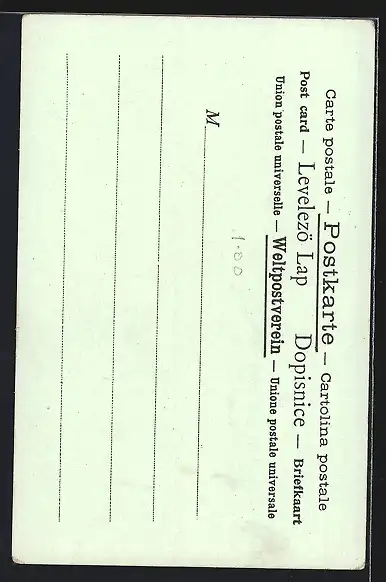 Carte postale — Postkarte — Cartolina postale
Post card — Levelező Lap Dopisnice — Briefkaart
Union postale universelle — Weltpostverein — Unione postale universale
1.00
M